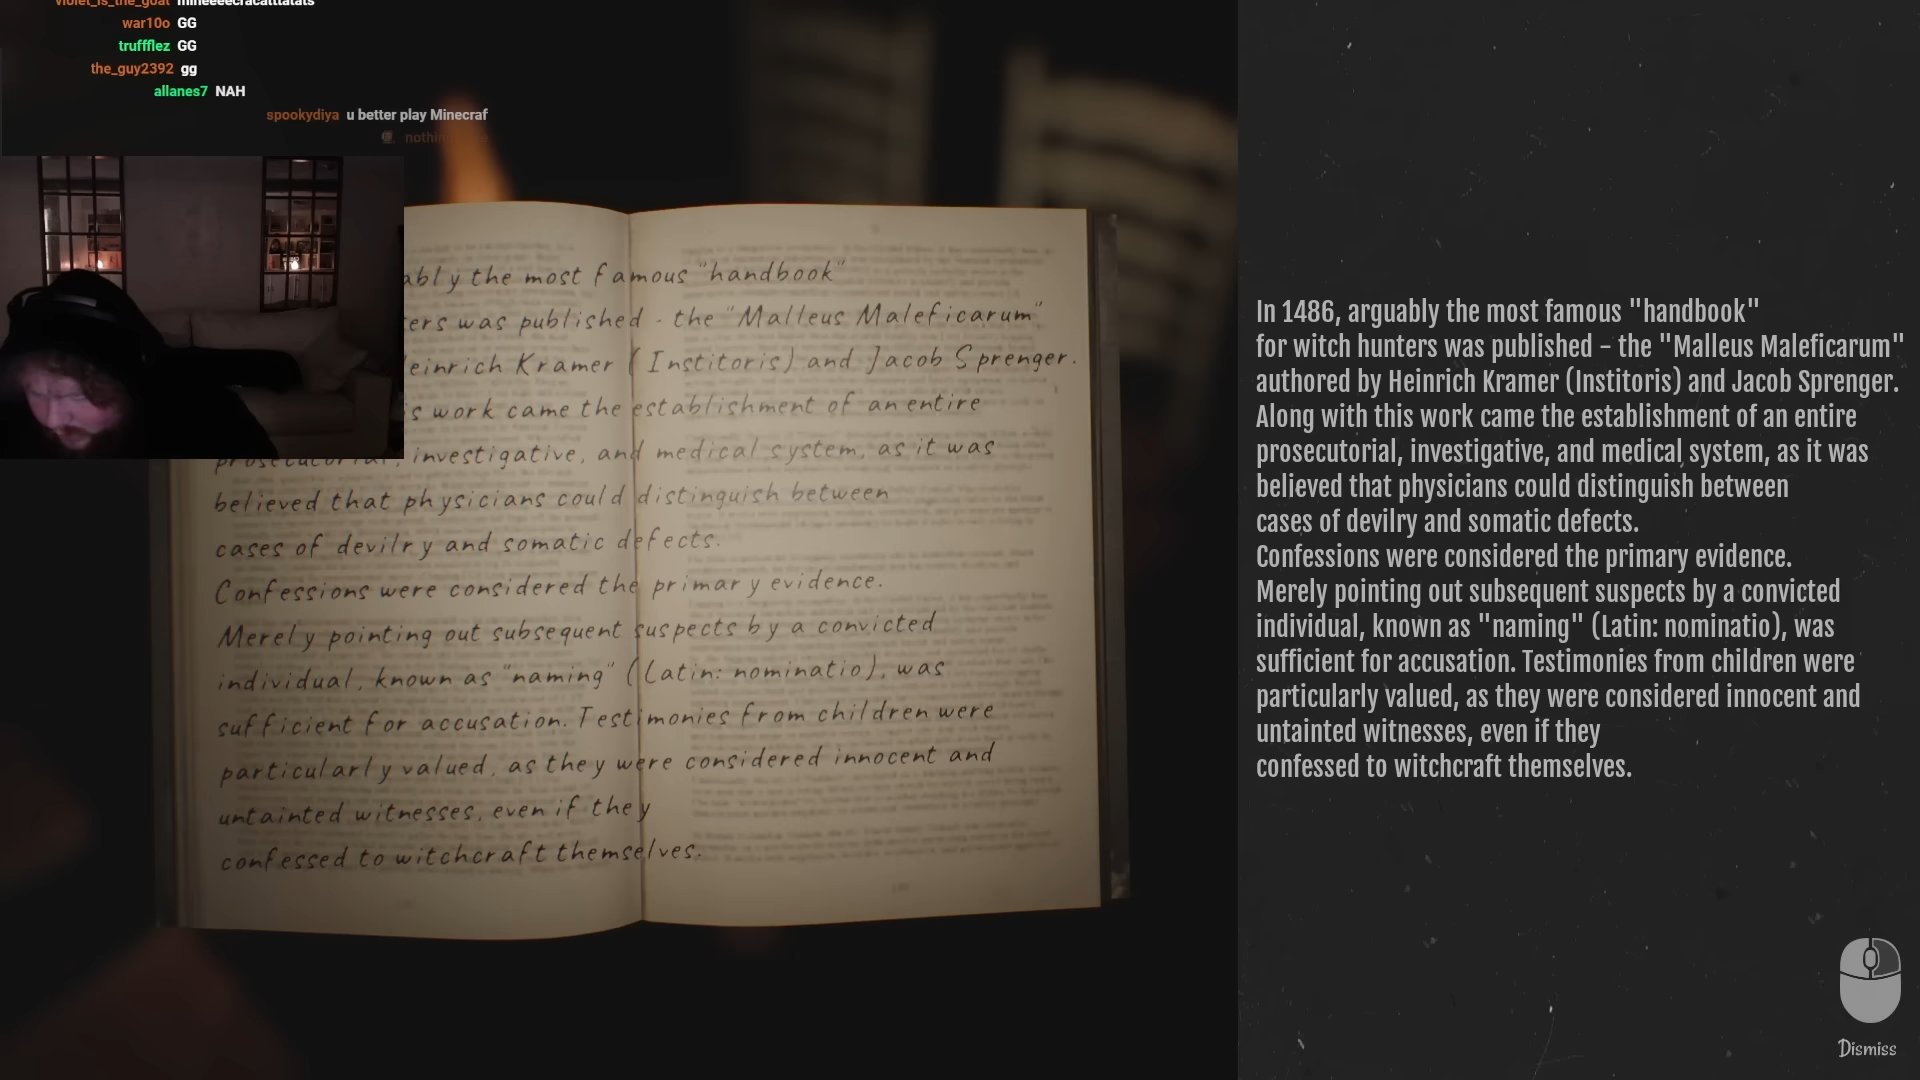 mineeeecracatttatats
war10o GG
truffflez GG
the_guy2392 gg
allanes7 NAH
spookydiya u better play Minecraf
ably the most famous "handbook"
ers was published - the "Malleus Maleficarum"
einrich Kramer (Institoris) and Jacob Sprenger.
is work came the establishment of an entire
prosecutorial, investigative, and medical system, as it was
believed that physicians could distinguish between
cases of devilry and somatic defects.
Confessions were considered the primary evidence.
Merely pointing out subsequent suspects by a convicted
individual, known as "naming" (Latin: nominatio), was
sufficient for accusation. Testimonies from children were
particularly valued, as they were considered innocent and
untainted witnesses, even if they
confessed to witchcraft themselves.
In 1486, arguably the most famous "handbook"
for witch hunters was published - the "Malleus Maleficarum"
authored by Heinrich Kramer (Institoris) and Jacob Sprenger.
Along with this work came the establishment of an entire
prosecutorial, investigative, and medical system, as it was
believed that physicians could distinguish between
cases of devilry and somatic defects.
Confessions were considered the primary evidence.
Merely pointing out subsequent suspects by a convicted
individual, known as "naming" (Latin: nominatio), was
sufficient for accusation. Testimonies from children were
particularly valued, as they were considered innocent and
untainted witnesses, even if they
confessed to witchcraft themselves.
Dismiss